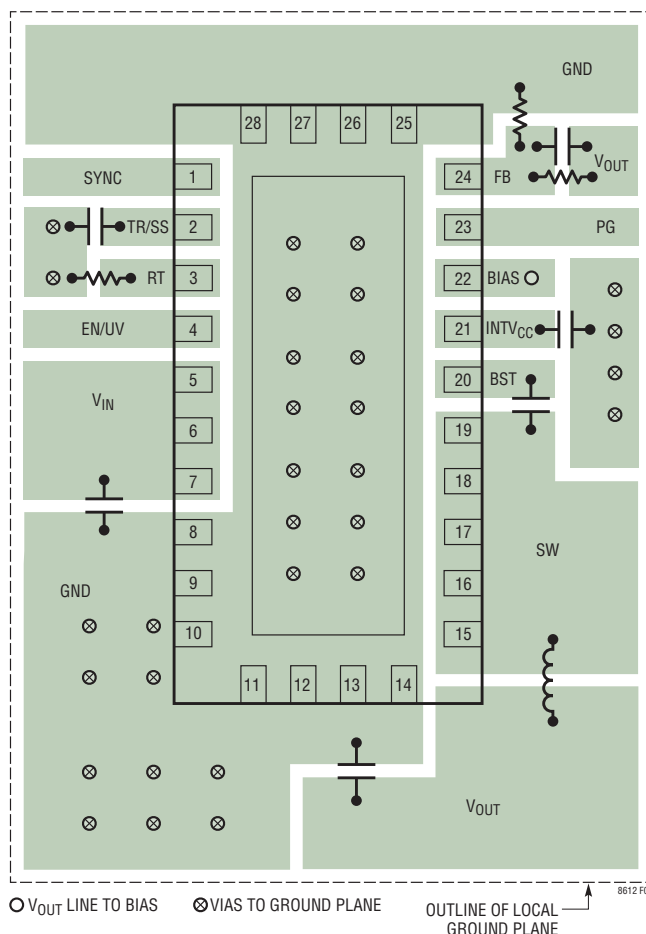 GND
28 27 26 25
SYNC 1 24 FB VOUT
TR/SS 2 23 PG
RT 3 22 BIAS
EN/UV 4 21 INTVCC
5 20 BST
VIN
6 19
7 18
8 17
SW
9 16
GND
10 15
11 12 13 14
VOUT
8612 F0
VOUT LINE TO BIAS VIAS TO GROUND PLANE OUTLINE OF LOCAL
GROUND PLANE